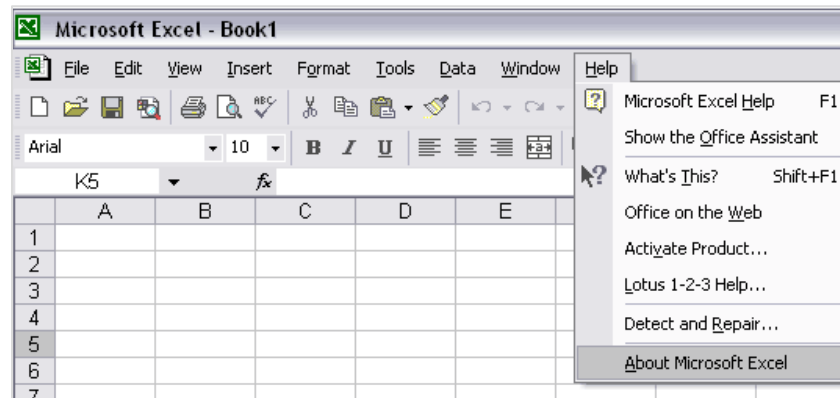 Microsoft Excel - Book1
File Edit View Insert Format Tools Data Window Help
ABC
Arial 10 B I U
K5 fx
A B C D E
1
2
3
4
5
6
7
Microsoft Excel Help F1
Show the Office Assistant
What's This? Shift+F1
Office on the Web
Activate Product...
Lotus 1-2-3 Help...
Detect and Repair...
About Microsoft Excel